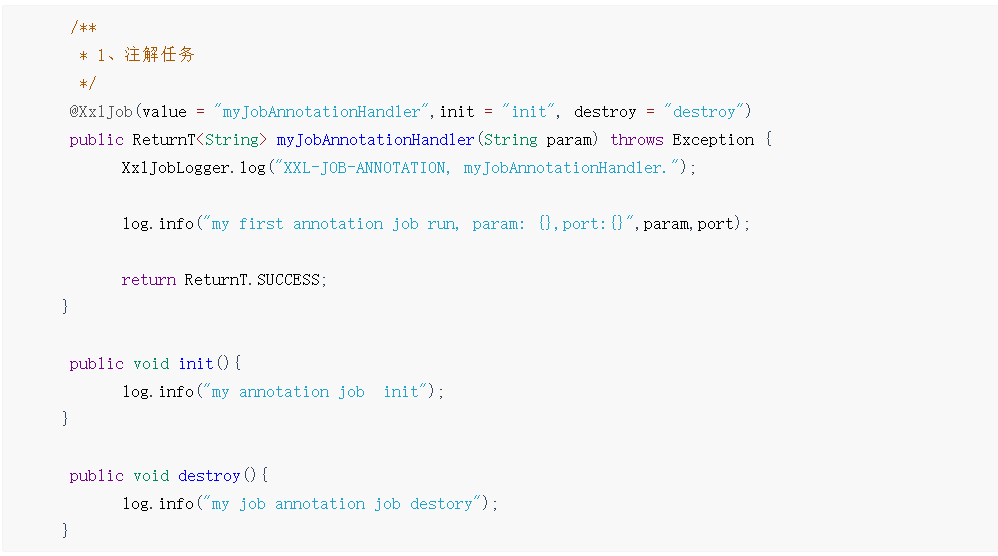 /**
 * 1、注解任务
 */
@XxlJob(value = "myJobAnnotationHandler",init = "init", destroy = "destroy")
public ReturnT<String> myJobAnnotationHandler(String param) throws Exception {
XxlJobLogger.log("XXL-JOB-ANNOTATION, myJobAnnotationHandler.");
log.info("my first annotation job run, param: {},port:{}",param,port);
return ReturnT.SUCCESS;
}
public void init(){
log.info("my annotation job  init");
}
public void destroy(){
log.info("my job annotation job destory");
}